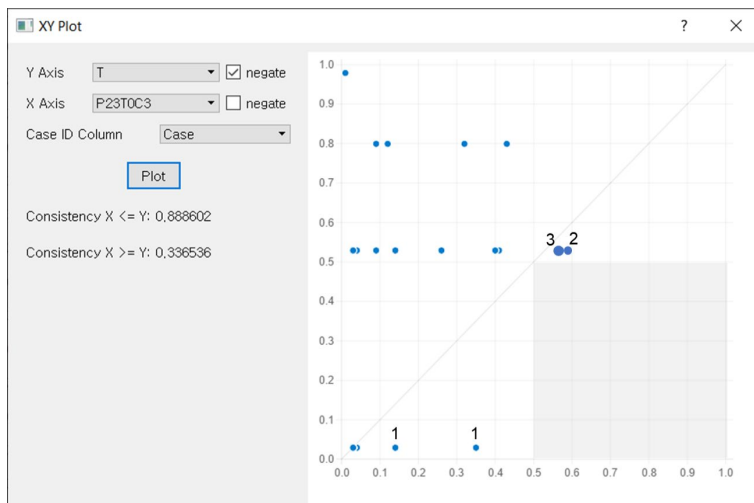 XY Plot ? ×
Y Axis T negate
X Axis P23T0C3 negate
Case ID Column Case
Plot
Consistency X <= Y: 0,888602
Consistency X >= Y: 0,336536
1.0
0.9
0.8
0.7
0.6
3 2
0.5
0.4
0.3
0.2
0.1
1 1
0.0
0.0 0.1 0.2 0.3 0.4 0.5 0.6 0.7 0.8 0.9 1.0